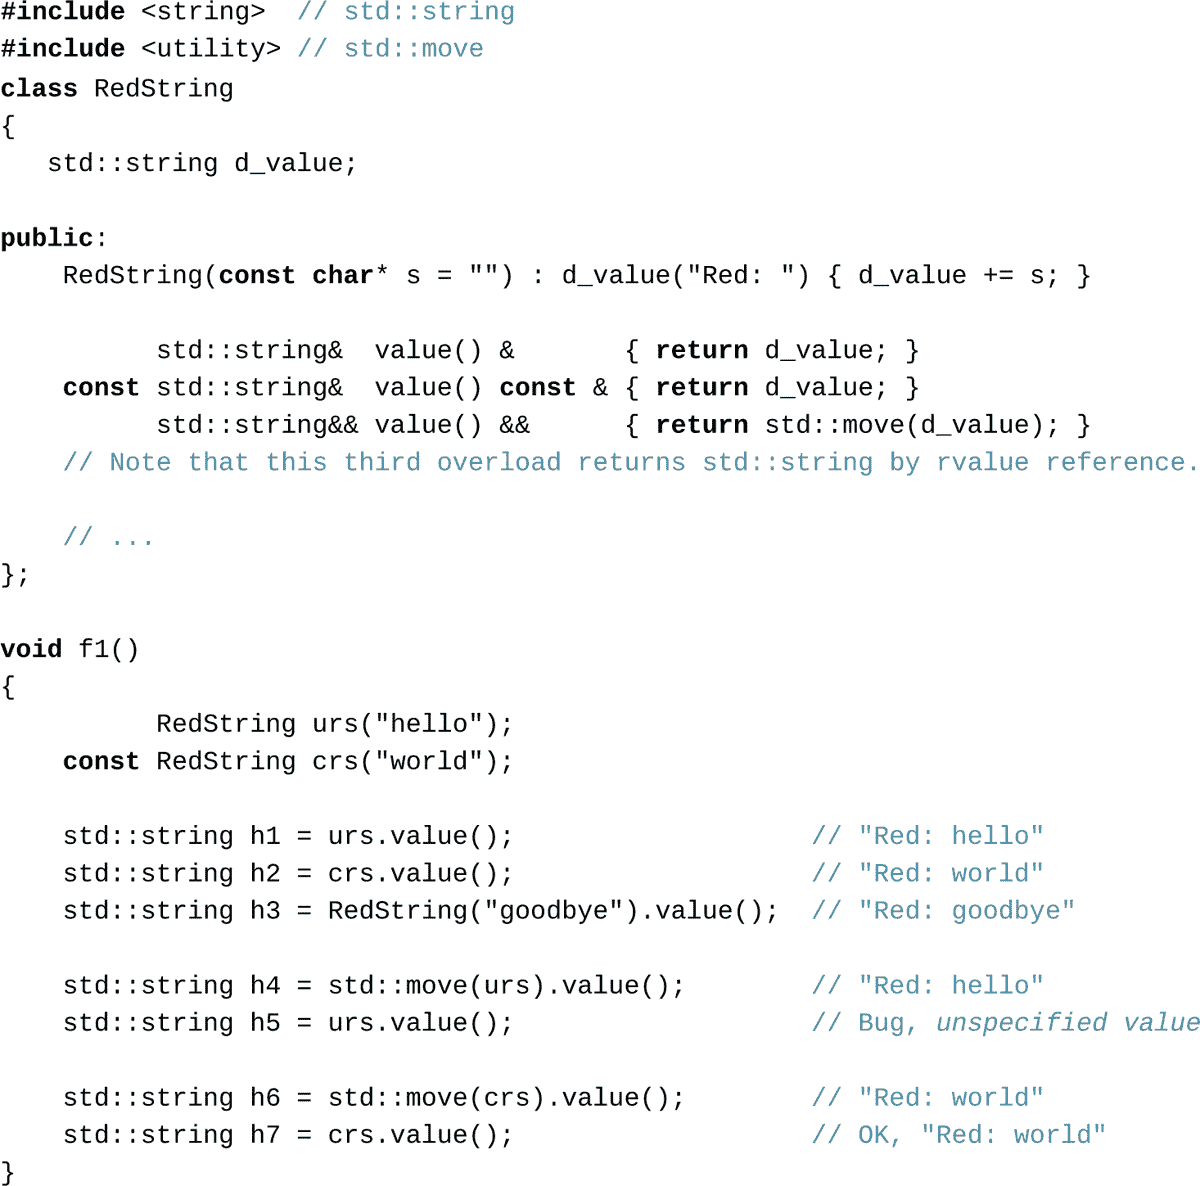 #include <string>  // std::string
#include <utility> // std::move
class RedString
{
   std::string d_value;

public:
    RedString(const char* s = "") : d_value("Red: ") { d_value += s; }

          std::string&  value() &       { return d_value; }
    const std::string&  value() const & { return d_value; }
          std::string&& value() &&      { return std::move(d_value); }
    // Note that this third overload returns std::string by rvalue reference.

    // ...
};

void f1()
{
          RedString urs("hello");
    const RedString crs("world");

    std::string h1 = urs.value();                   // "Red: hello"
    std::string h2 = crs.value();                   // "Red: world"
    std::string h3 = RedString("goodbye").value();  // "Red: goodbye"

    std::string h4 = std::move(urs).value();        // "Red: hello"
    std::string h5 = urs.value();                   // Bug, unspecified value

    std::string h6 = std::move(crs).value();        // "Red: world"
    std::string h7 = crs.value();                   // OK, "Red: world"
}